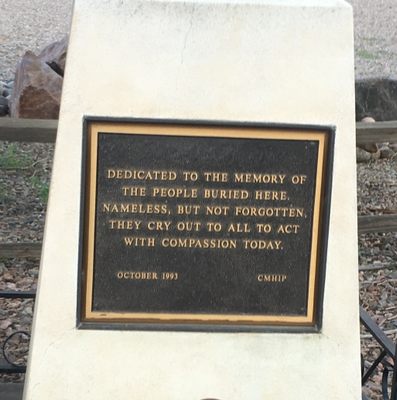 DEDICATED TO THE MEMORY OF
THE PEOPLE BURIED HERE.
NAMELESS, BUT NOT FORGOTTEN,
THEY CRY OUT TO ALL TO ACT
WITH COMPASSION TODAY.
OCTOBER 1993 CMHIP